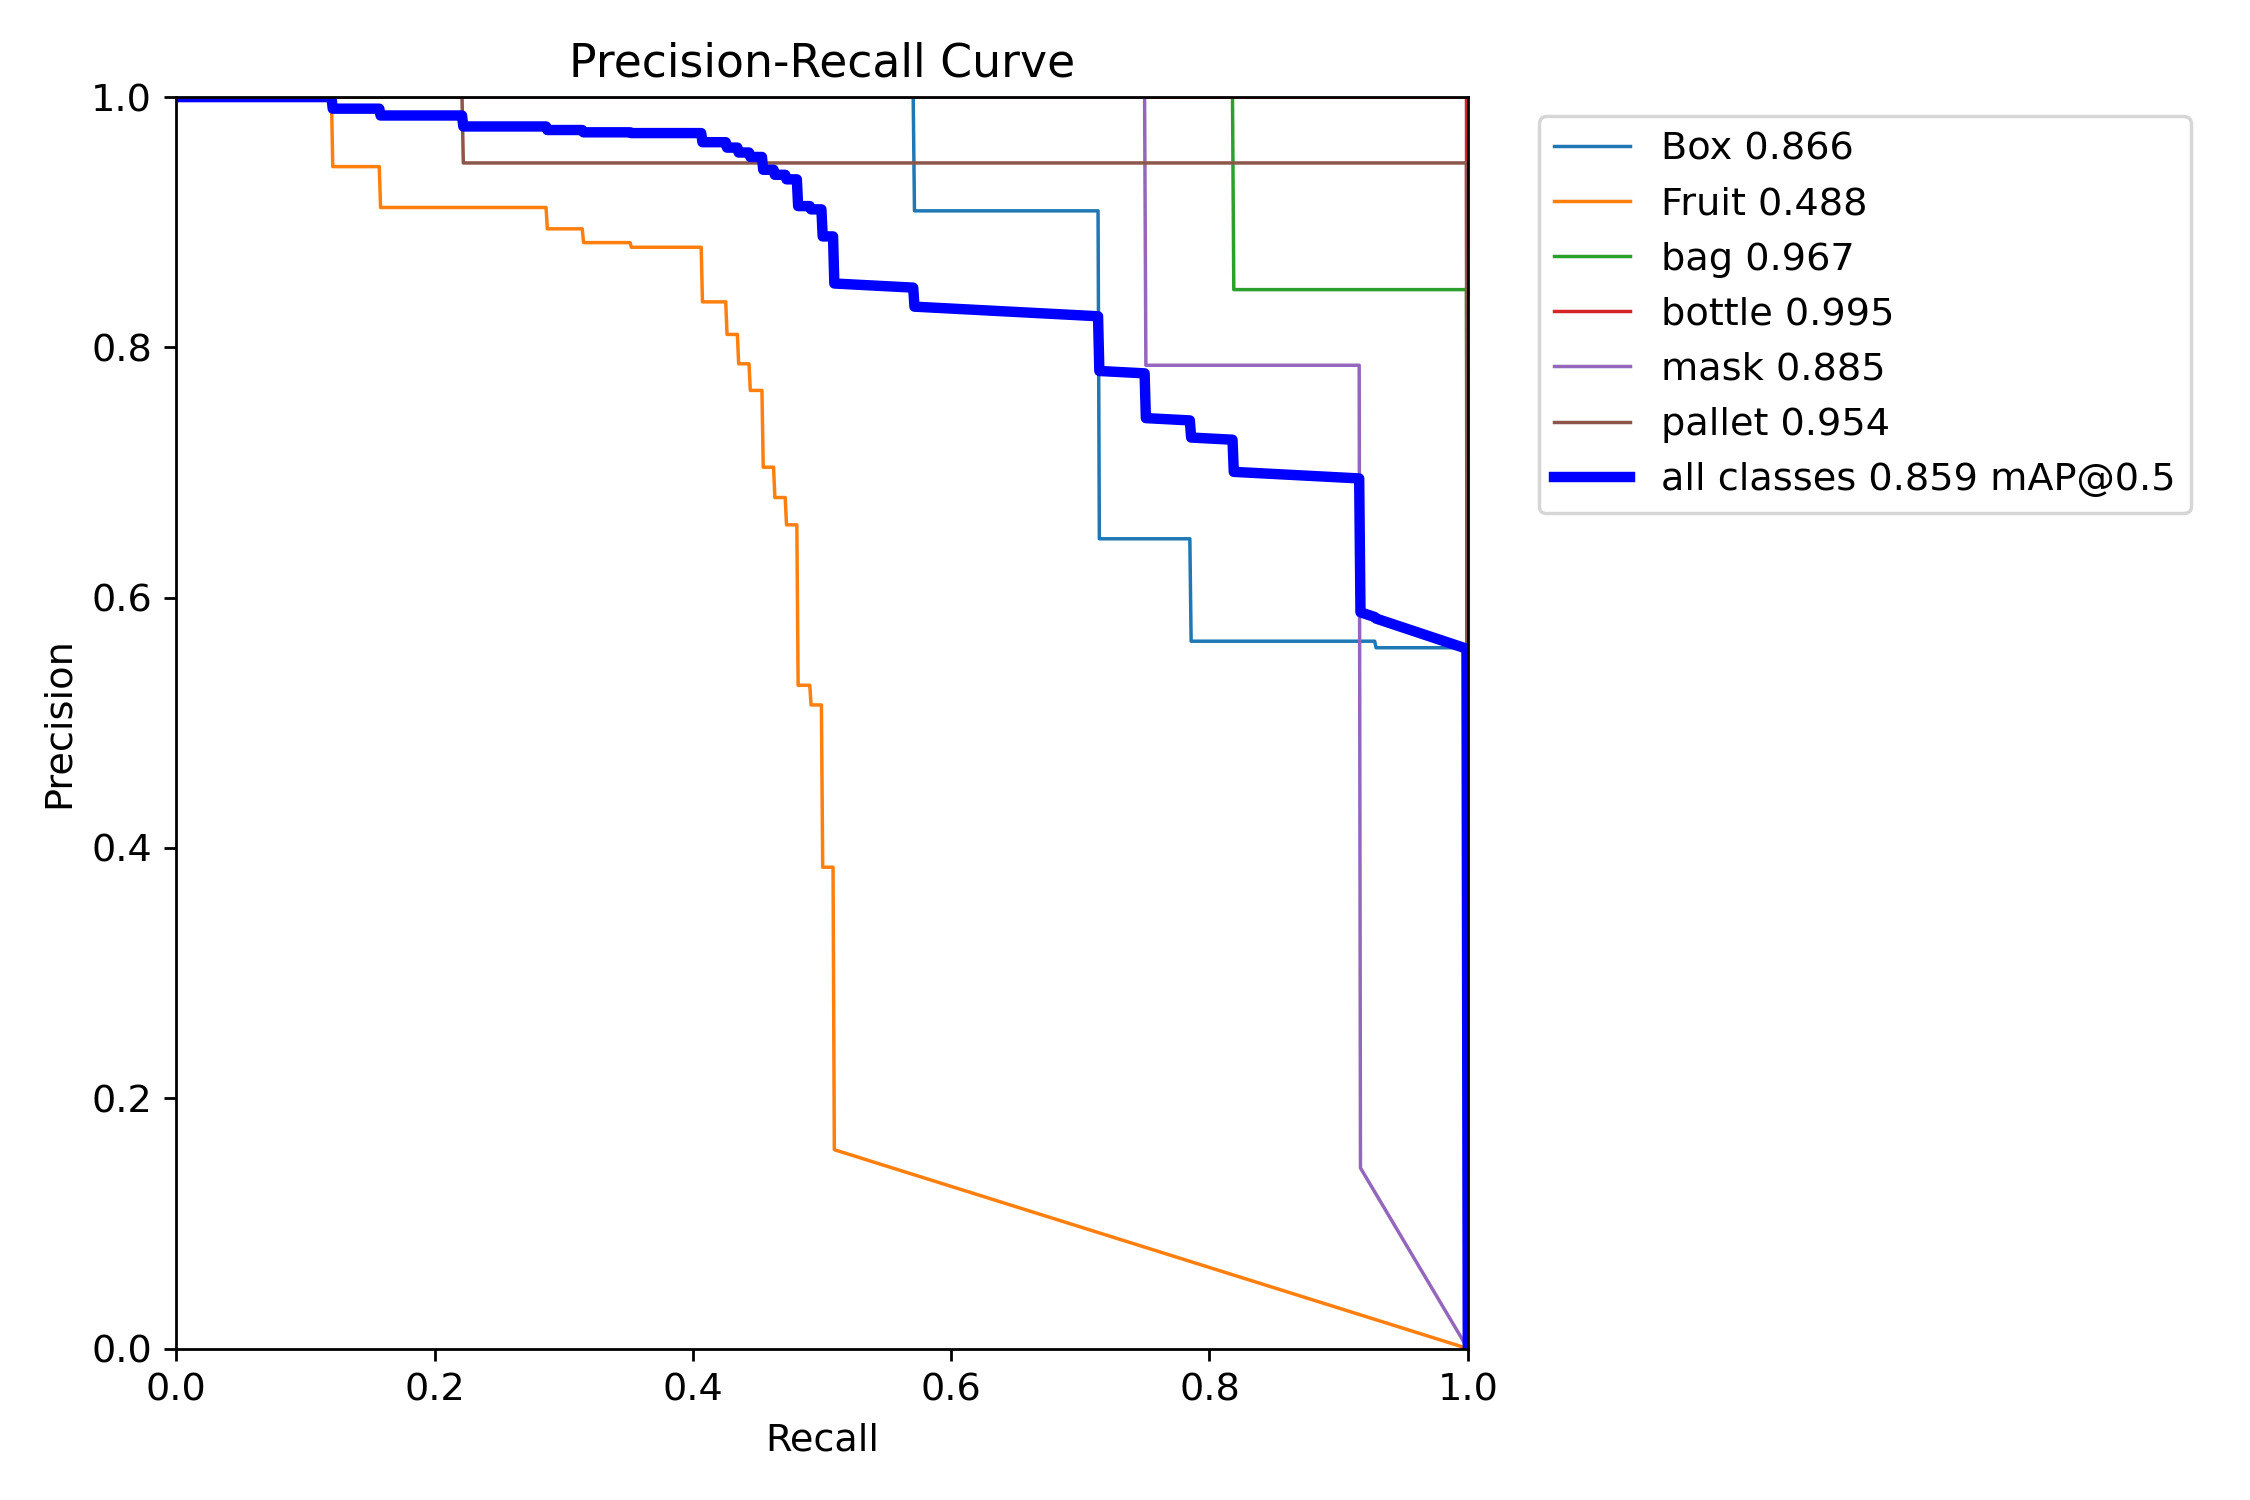 Precision-Recall Curve
1.0
0.8
0.6
0.4
0.2
0.0
Precision
0.0 0.2 0.4 0.6 0.8 1.0
Recall
Box 0.866
Fruit 0.488
bag 0.967
bottle 0.995
mask 0.885
pallet 0.954
all classes 0.859 mAP@0.5